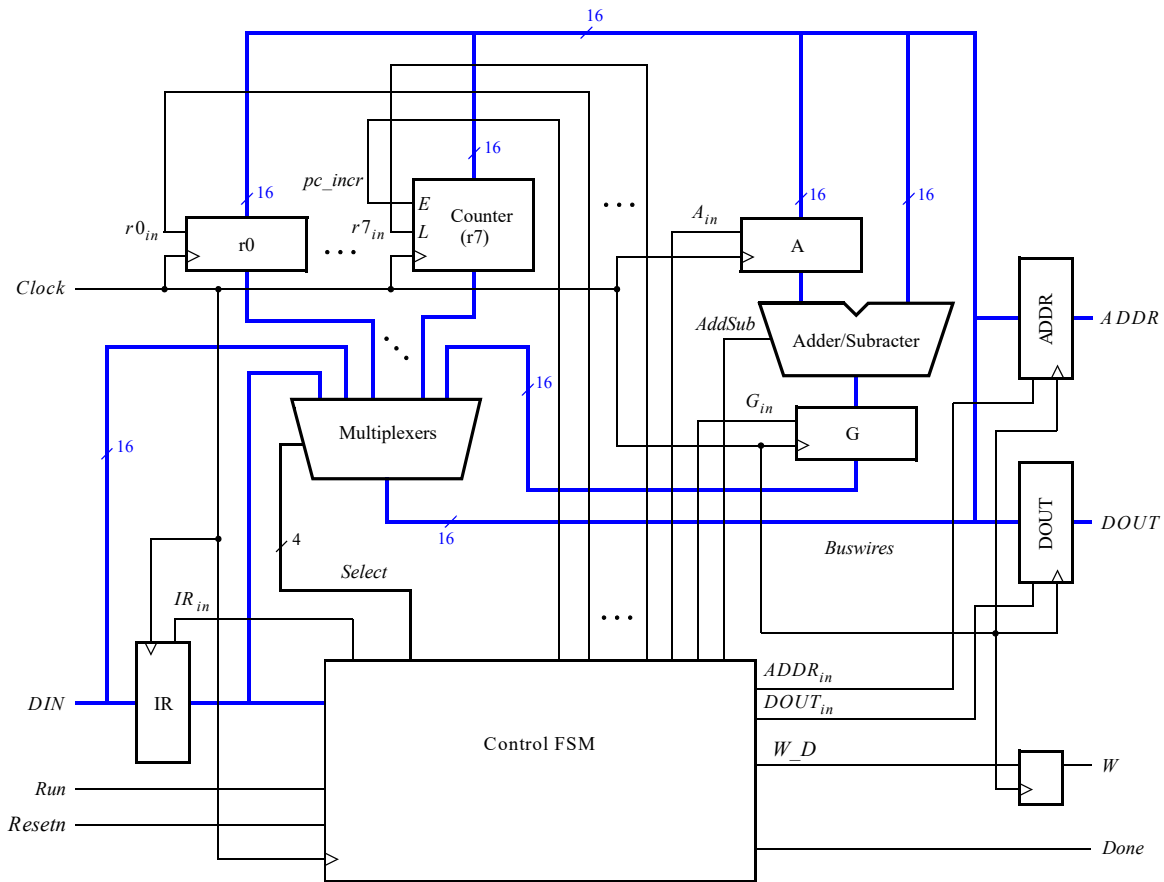 16
pc_incr
16
16
16
16
E
L
r0in
r0
. . .
r7in
Counter
(r7)
. . .
Ain
A
Clock
AddSub
Adder/Subracter
ADDR
ADDR
. . .
16
Gin
G
Multiplexers
16
16
DOUT
DOUT
4
Buswires
Select
IRin
. . .
DIN
IR
Control FSM
ADDRin
DOUTin
W_D
W
Run
Resetn
Done